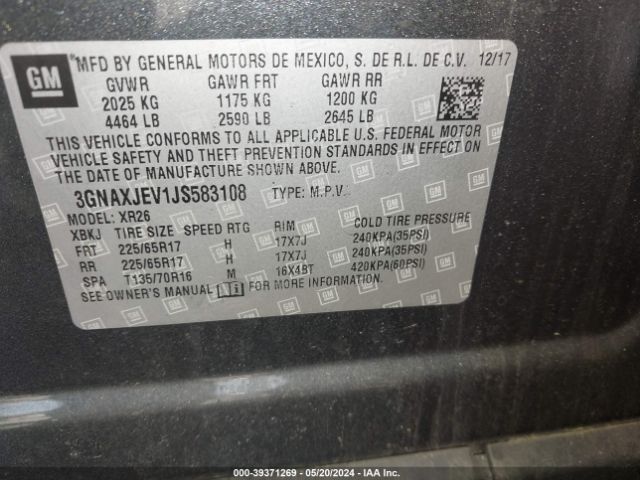 GM
MFD BY GENERAL MOTORS DE MEXICO, S. DE R.L. DE C.V. 12/17
GVWR GAWR FRT GAWR RR
2025 KG 1175 KG 1200 KG
4464 LB 2590 LB 2645 LB
THIS VEHICLE CONFORMS TO ALL APPLICABLE U.S. FEDERAL MOTOR
VEHICLE SAFETY AND THEFT PREVENTION STANDARDS IN EFFECT ON
THE DATE OF MANUFACTURE SHOWN ABOVE.
3GNAXJEV1JS583108 TYPE: M.P.V.
MODEL: XR26
XBKJ TIRE SIZE SPEED RTG RIM COLD TIRE PRESSURE
FRT 225/65R17 H 17X7J 240KPA(35PSI)
RR 225/65R17 H 17X7J 240KPA(35PSI)
SPA T135/70R16 M 16X4BT 420KPA(60PSI)
SEE OWNER'S MANUAL FOR MORE INFORMATION.
000-39371269 - 05/20/2024 - IAA Inc.